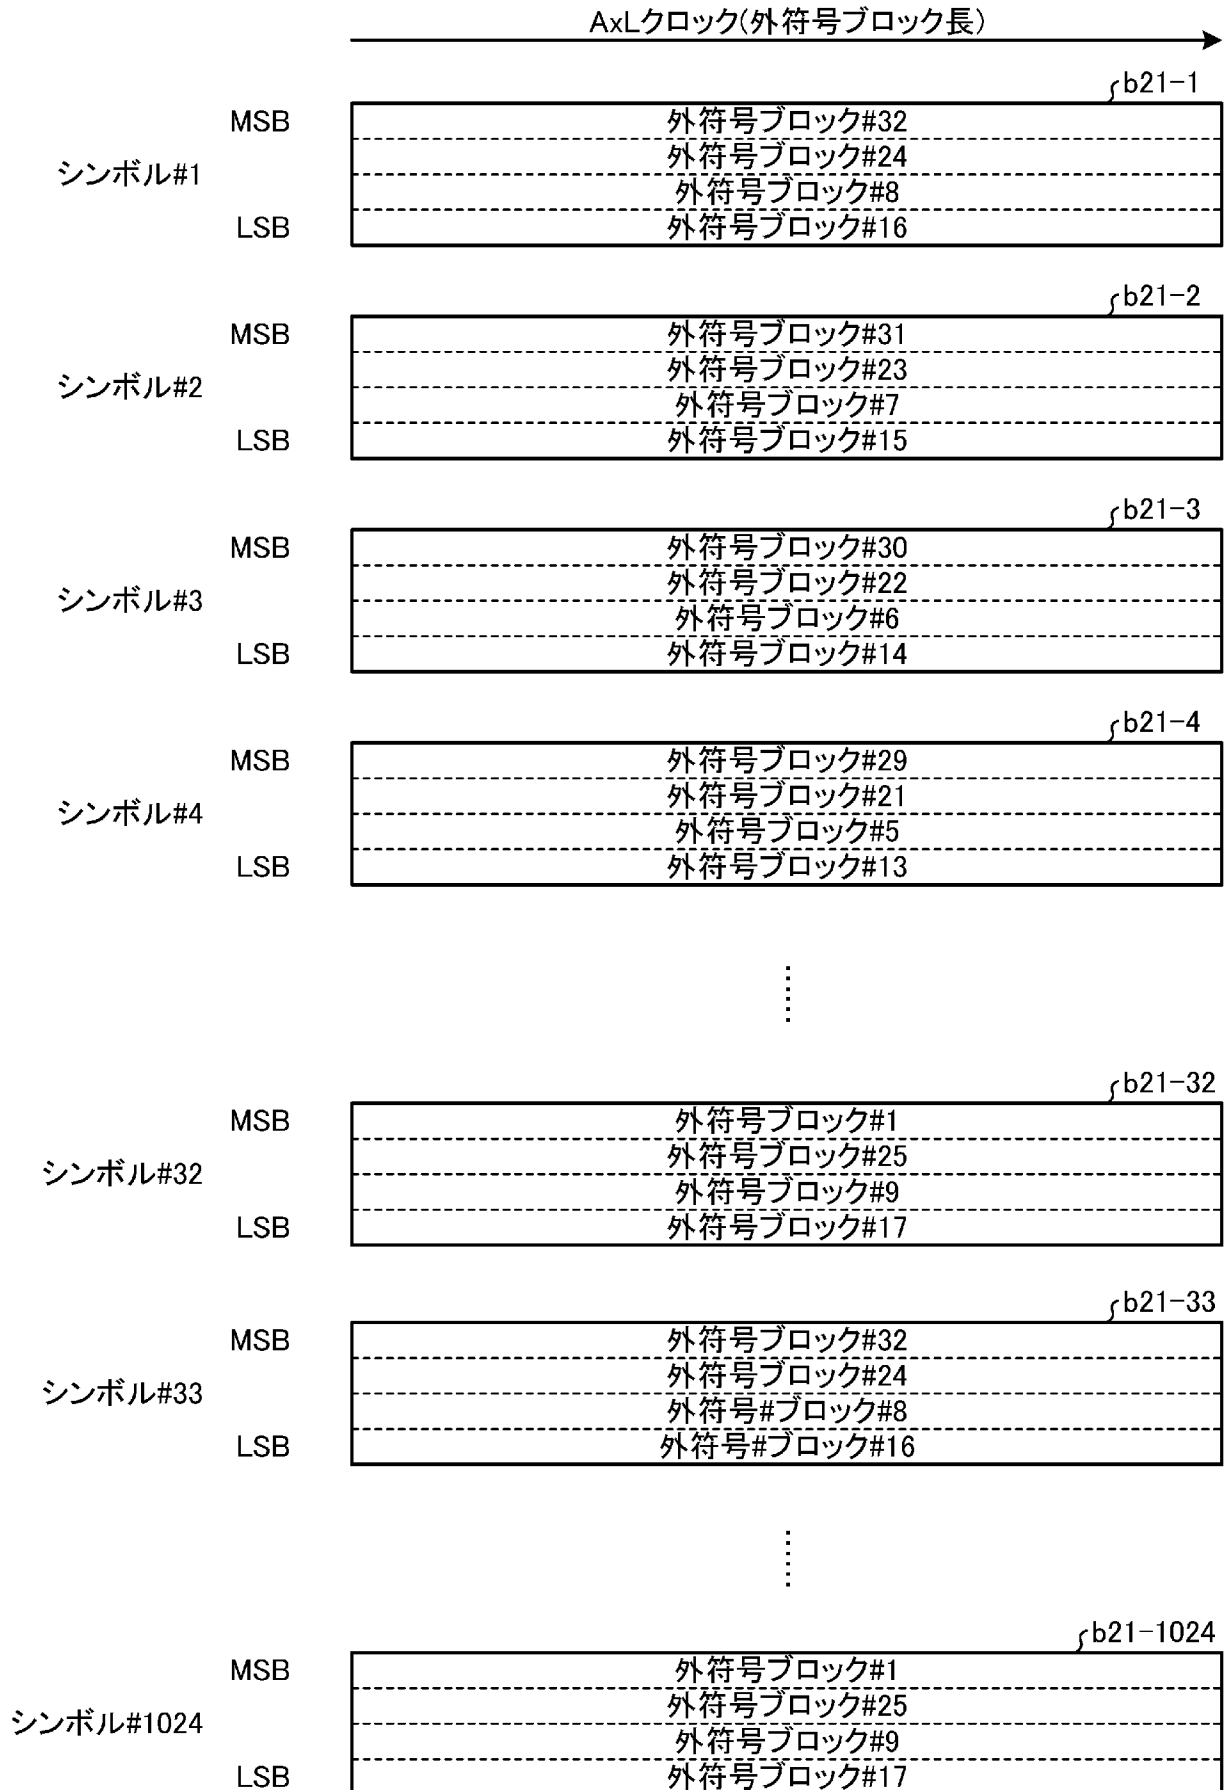 AxLクロック(外符号ブロック長)
b21-1
MSB 外符号ブロック#32
外符号ブロック#24
シンボル#1
外符号ブロック#8
LSB 外符号ブロック#16
b21-2
MSB 外符号ブロック#31
外符号ブロック#23
シンボル#2
外符号ブロック#7
LSB 外符号ブロック#15
b21-3
MSB 外符号ブロック#30
外符号ブロック#22
シンボル#3
外符号ブロック#6
LSB 外符号ブロック#14
b21-4
MSB 外符号ブロック#29
外符号ブロック#21
シンボル#4
外符号ブロック#5
LSB 外符号ブロック#13
b21-32
MSB 外符号ブロック#1
外符号ブロック#25
シンボル#32
外符号ブロック#9
LSB 外符号ブロック#17
b21-33
MSB 外符号ブロック#32
外符号ブロック#24
シンボル#33
外符号#ブロック#8
LSB 外符号#ブロック#16
b21-1024
MSB 外符号ブロック#1
外符号ブロック#25
シンボル#1024
外符号ブロック#9
LSB 外符号ブロック#17